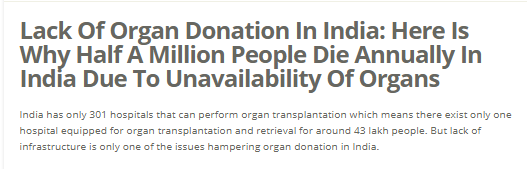 Lack Of Organ Donation In India: Here Is
Why Half A Million People Die Annually In
India Due To Unavailability Of Organs
India has only 301 hospitals that can perform organ transplantation which means there exist only one
hospital equipped for organ transplantation and retrieval for around 43 lakh people. But lack of
infrastructure is only one of the issues hampering organ donation in India.